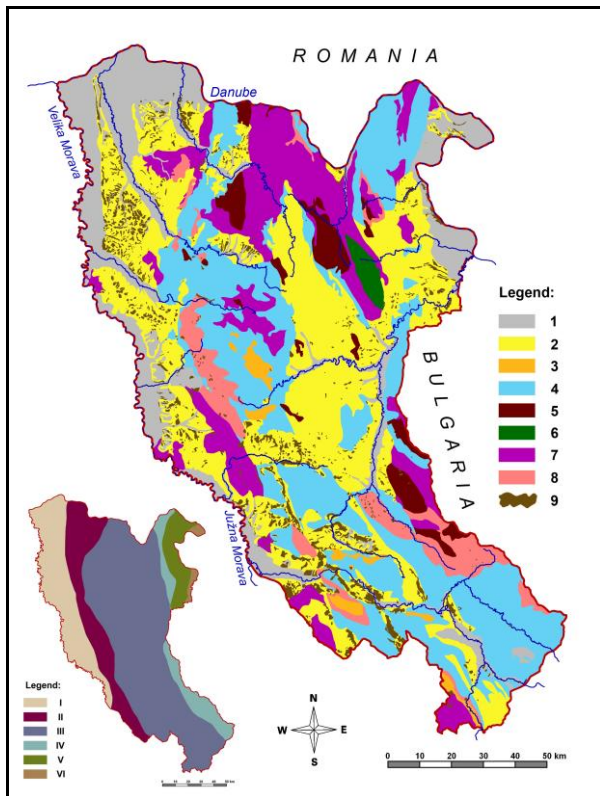 ROMANIA
Danube
Velika Morava
Legend:
1
2
3
4
5
6
7
8
9
BULGARIA
Južna Morava
Legend:
I
II
III
IV
V
VI
N
W E
S
0 10 20 30 40 50 km